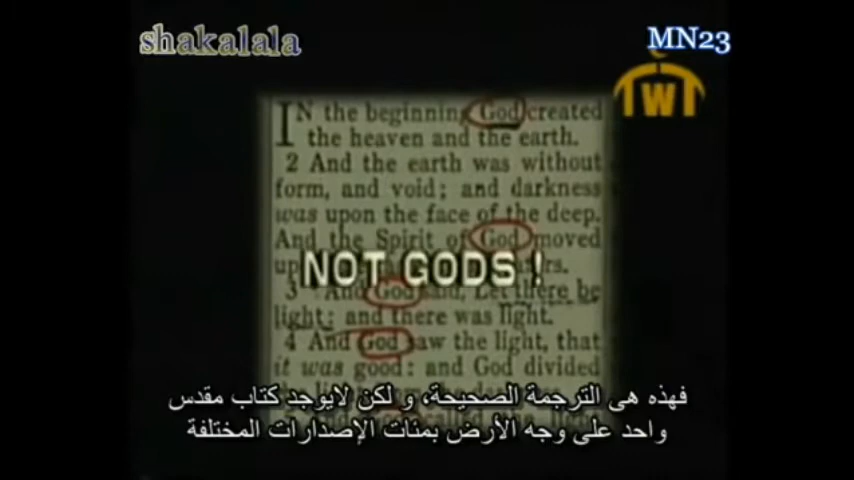 shakalala
MN23
TWT
IN the beginning God created
the heaven and the earth.
2 And the earth was without
form, and void; and darkness
was upon the face of the deep.
And the Spirit of God moved
NOT GODS !
3 And God said, Let there be
light: and there was light.
4 And God saw the light, that
it was good: and God divided
فهذه هى الترجمة الصحيحة، و لكن لايوجد كتاب مقدس
واحد على وجه الأرض بمئات الإصدارات المختلفة